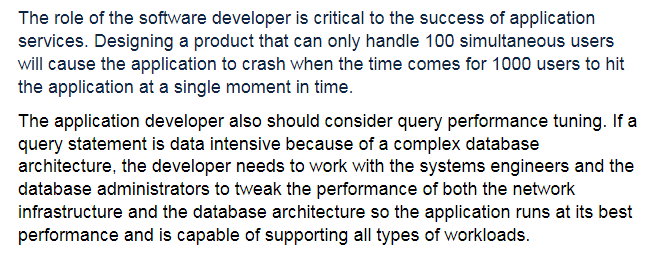 The role of the software developer is critical to the success of application
services. Designing a product that can only handle 100 simultaneous users
will cause the application to crash when the time comes for 1000 users to hit
the application at a single moment in time.
The application developer also should consider query performance tuning. If a
query statement is data intensive because of a complex database
architecture, the developer needs to work with the systems engineers and the
database administrators to tweak the performance of both the network
infrastructure and the database architecture so the application runs at its best
performance and is capable of supporting all types of workloads.